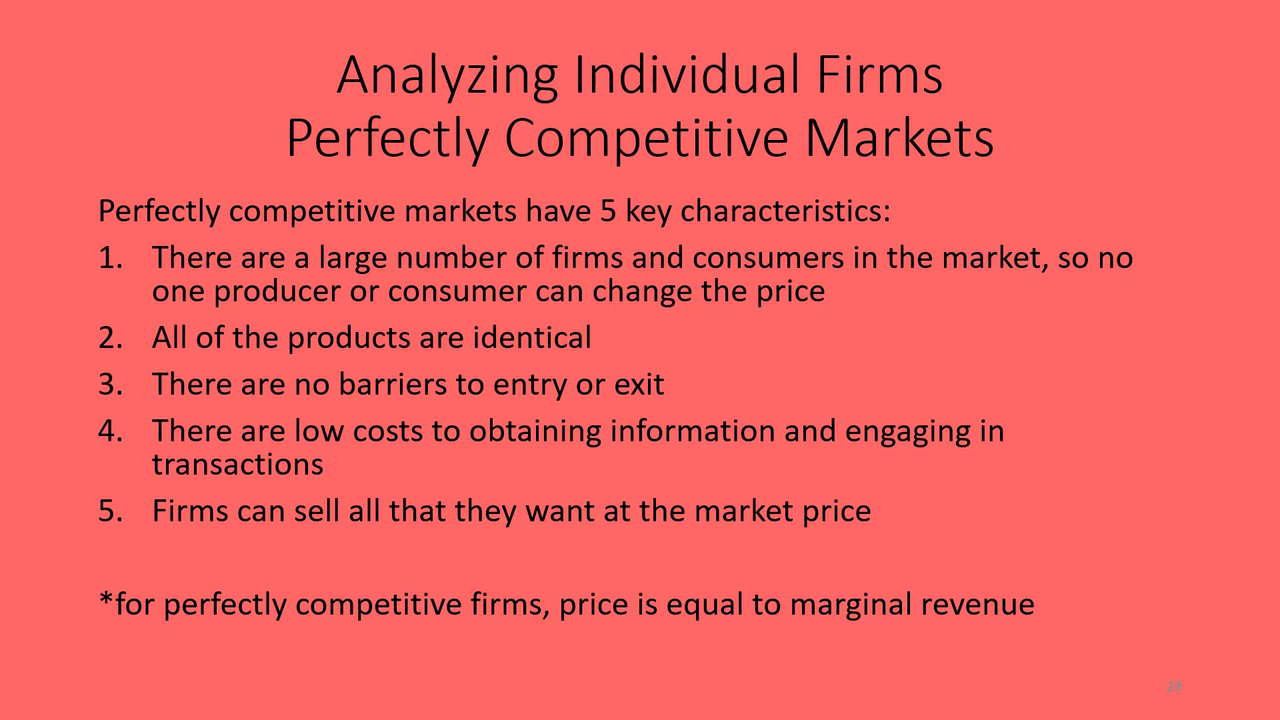 Analyzing Individual Firms
Perfectly Competitive Markets
Perfectly competitive markets have 5 key characteristics:
1. There are a large number of firms and consumers in the market, so no
one producer or consumer can change the price
2. All of the products are identical
3. There are no barriers to entry or exit
4. There are low costs to obtaining information and engaging in
transactions
5. Firms can sell all that they want at the market price
*for perfectly competitive firms, price is equal to marginal revenue
28